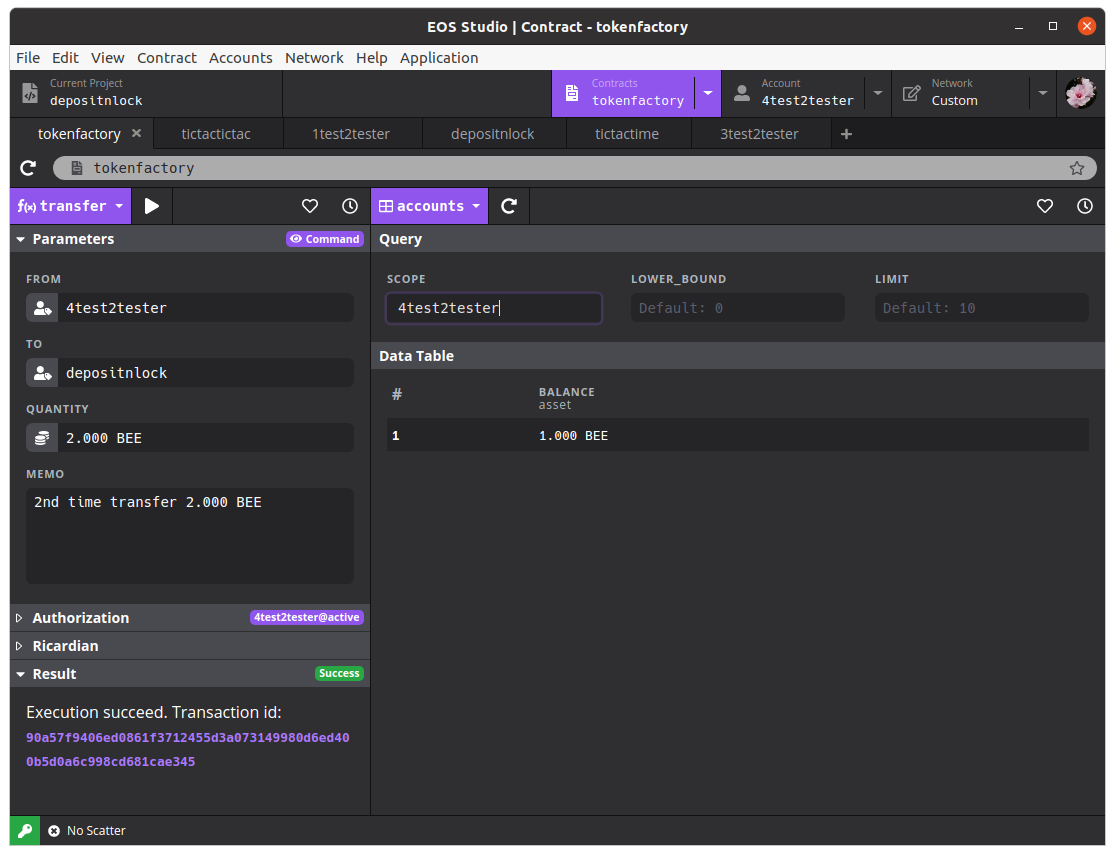 EOS Studio | Contract - tokenfactory
File Edit View Contract Accounts Network Help Application
Current Project
depositnlock
Contracts
tokenfactory
Account
4test2tester
Network
Custom
tokenfactory
tictactictac
1test2tester
depositnlock
tictactime
3test2tester
tokenfactory
f(x) transfer
accounts
Parameters
Command
FROM
4test2tester
TO
depositnlock
QUANTITY
2.000 BEE
MEMO
2nd time transfer 2.000 BEE
Authorization
4test2tester@active
Ricardian
Result
Success
Execution succeed. Transaction id:
90a57f9406ed0861f3712455d3a073149980d6ed40
0b5d0a6c998cd681cae345
Query
SCOPE
4test2tester
LOWER_BOUND
Default: 0
LIMIT
Default: 10
Data Table
#
BALANCE
asset
1
1.000 BEE
No Scatter